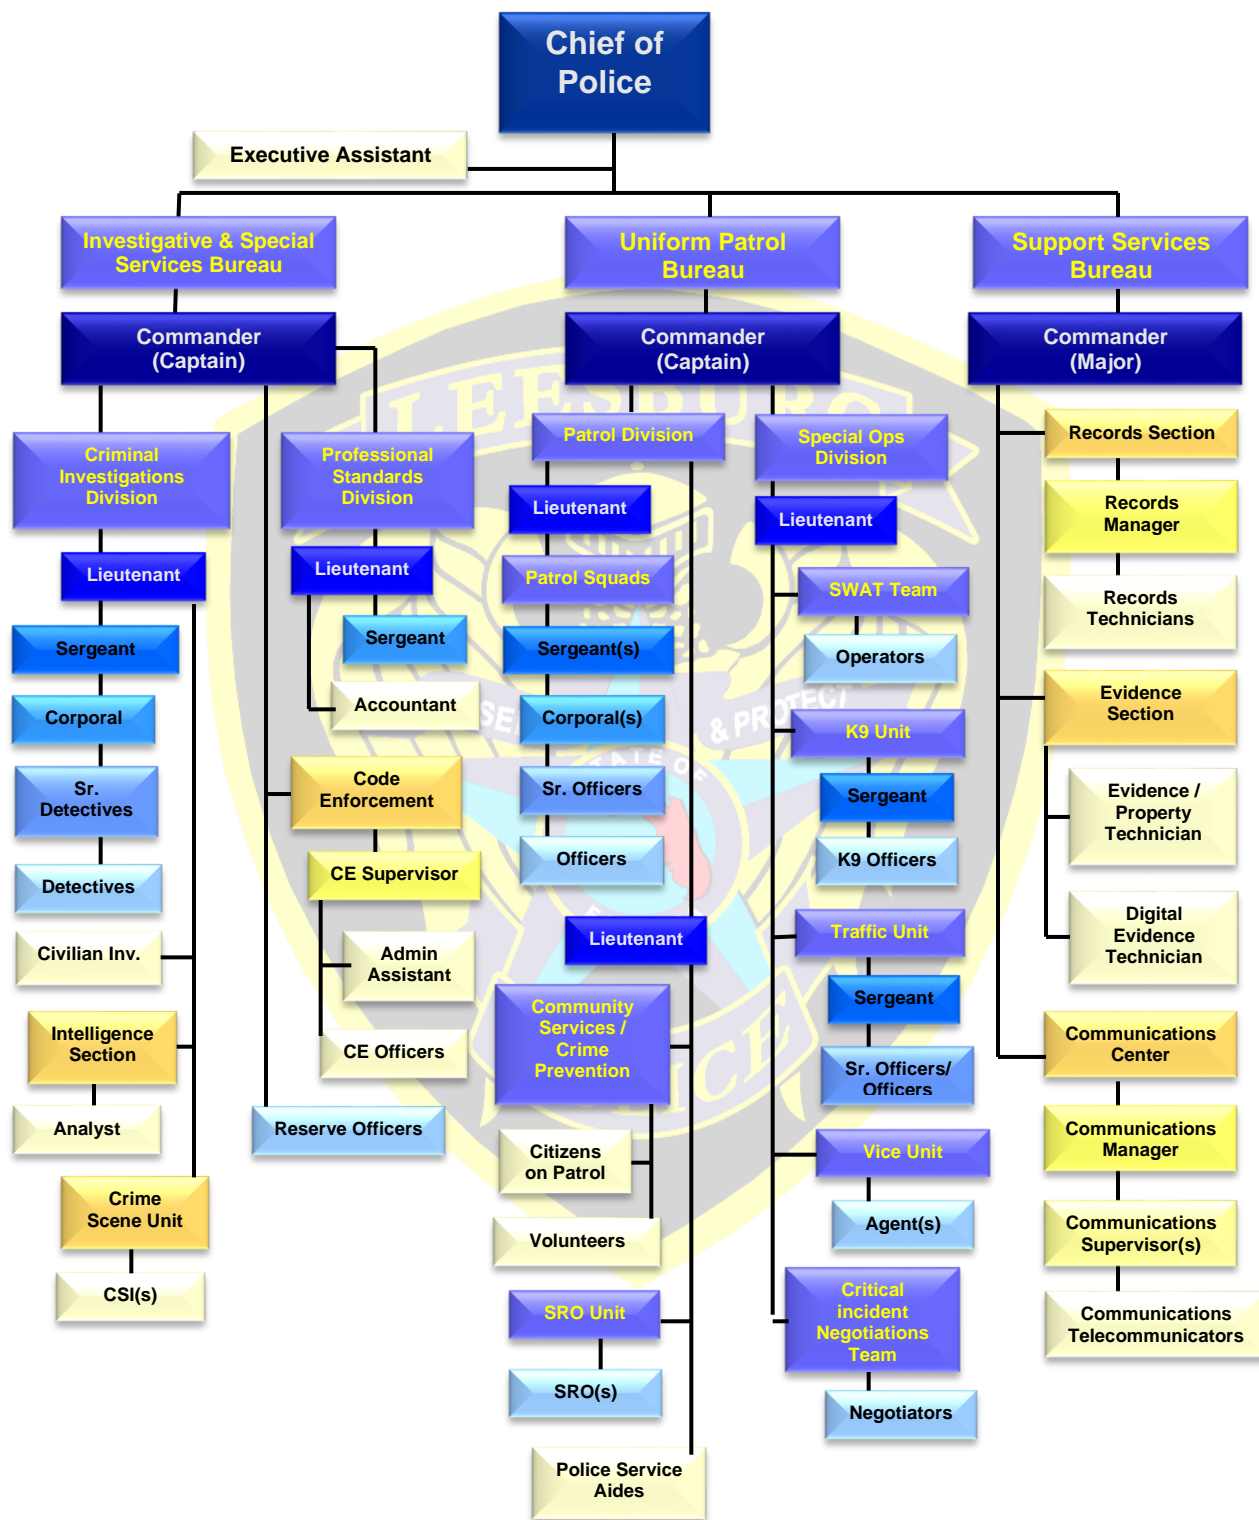 Chief of
Police
Executive Assistant
Investigative & Special
Services Bureau
Commander
(Captain)
Criminal
Investigations
Division
Lieutenant
Sergeant
Corporal
Sr.
Detectives
Detectives
Civilian Inv.
Intelligence
Section
Analyst
Crime
Scene Unit
CSI(s)
Professional
Standards
Division
Lieutenant
Sergeant
Accountant
Code
Enforcement
CE Supervisor
Admin
Assistant
CE Officers
Reserve Officers
Uniform Patrol
Bureau
Commander
(Captain)
Patrol Division
Lieutenant
Patrol Squads
Sergeant(s)
Corporal(s)
Sr. Officers
Officers
Lieutenant
Community
Services /
Crime
Prevention
Citizens
on Patrol
Volunteers
SRO Unit
SRO(s)
Police Service
Aides
Special Ops
Division
Lieutenant
SWAT Team
Operators
K9 Unit
Sergeant
K9 Officers
Traffic Unit
Sergeant
Sr. Officers/
Officers
Vice Unit
Agent(s)
Critical
incident
Negotiations
Team
Negotiators
Support Services
Bureau
Commander
(Major)
Records Section
Records
Manager
Records
Technicians
Evidence
Section
Evidence /
Property
Technician
Digital
Evidence
Technician
Communications
Center
Communications
Manager
Communications
Supervisor(s)
Communications
Telecommunicators
LEESBURG
& PROTECT
OF